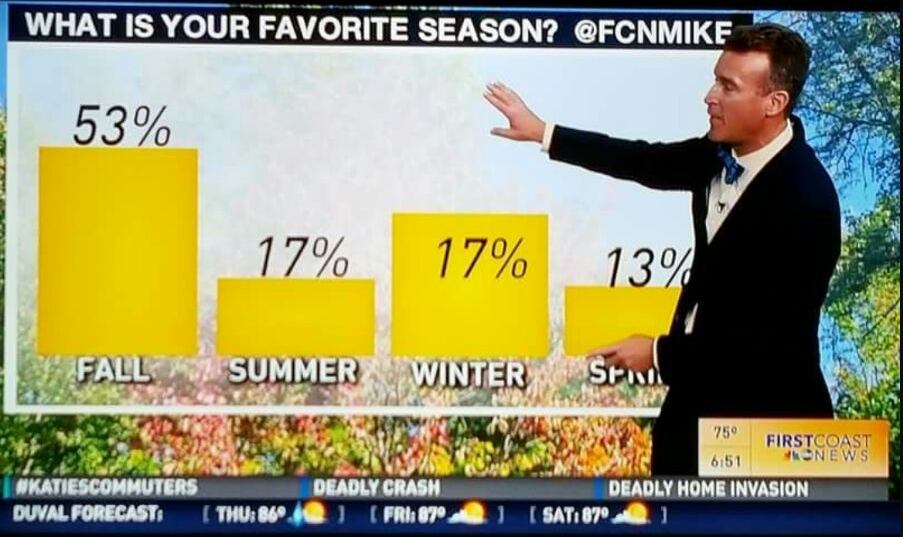 WHAT IS YOUR FAVORITE SEASON? @FCNMIKE
53%
17%
17%
13%
FALL
SUMMER
WINTER
75°
6:51
FIRSTCOAST
NEWS
#KATIESCOMMUTERS
DEADLY CRASH
DEADLY HOME INVASION
DUVAL FORECAST: [ THU: 86° ] [ FRI: 87° ] [ SAT: 87° ]